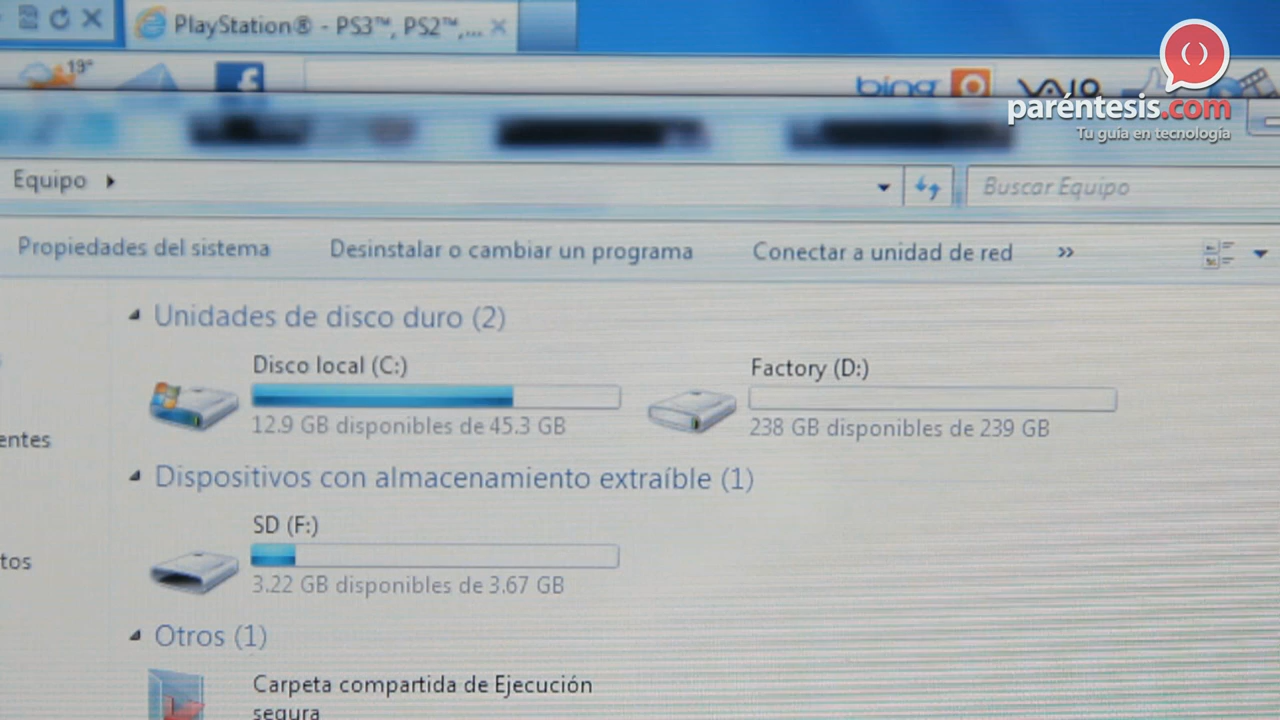 PlayStation® - PS3™, PS2™,...
19°
f
bing
VAIO
paréntesis.com
Tu guía en tecnología
Equipo
Buscar Equipo
Propiedades del sistema
Desinstalar o cambiar un programa
Conectar a unidad de red
»
Unidades de disco duro (2)
Disco local (C:)
12.9 GB disponibles de 45.3 GB
Factory (D:)
238 GB disponibles de 239 GB
entes
Dispositivos con almacenamiento extraíble (1)
SD (F:)
3.22 GB disponibles de 3.67 GB
tos
Otros (1)
Carpeta compartida de Ejecución
segura